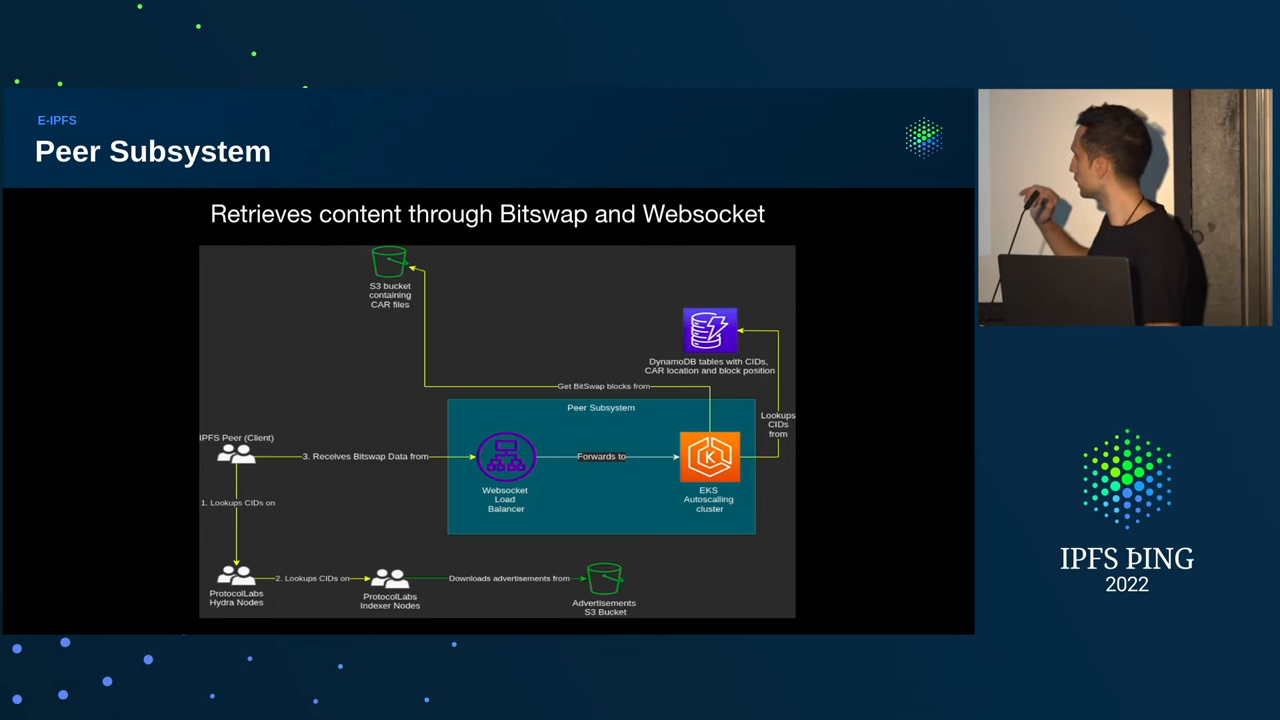 E-IPFS
Peer Subsystem
Retrieves content through Bitswap and Websocket
S3 bucket
containing
CAR files
DynamoDB tables with CIDs,
CAR location and block position
Get BitSwap blocks from
Peer Subsystem
Lookups
CIDs
from
IPFS Peer (Client)
3. Receives Bitswap Data from
Forwards to
Websocket
Load
Balancer
EKS
Autoscalling
cluster
1. Lookups CIDs on
2. Lookups CIDs on
Downloads advertisements from
ProtocolLabs
Hydra Nodes
ProtocolLabs
Indexer Nodes
Advertisements
S3 Bucket
IPFS ÞING
2022